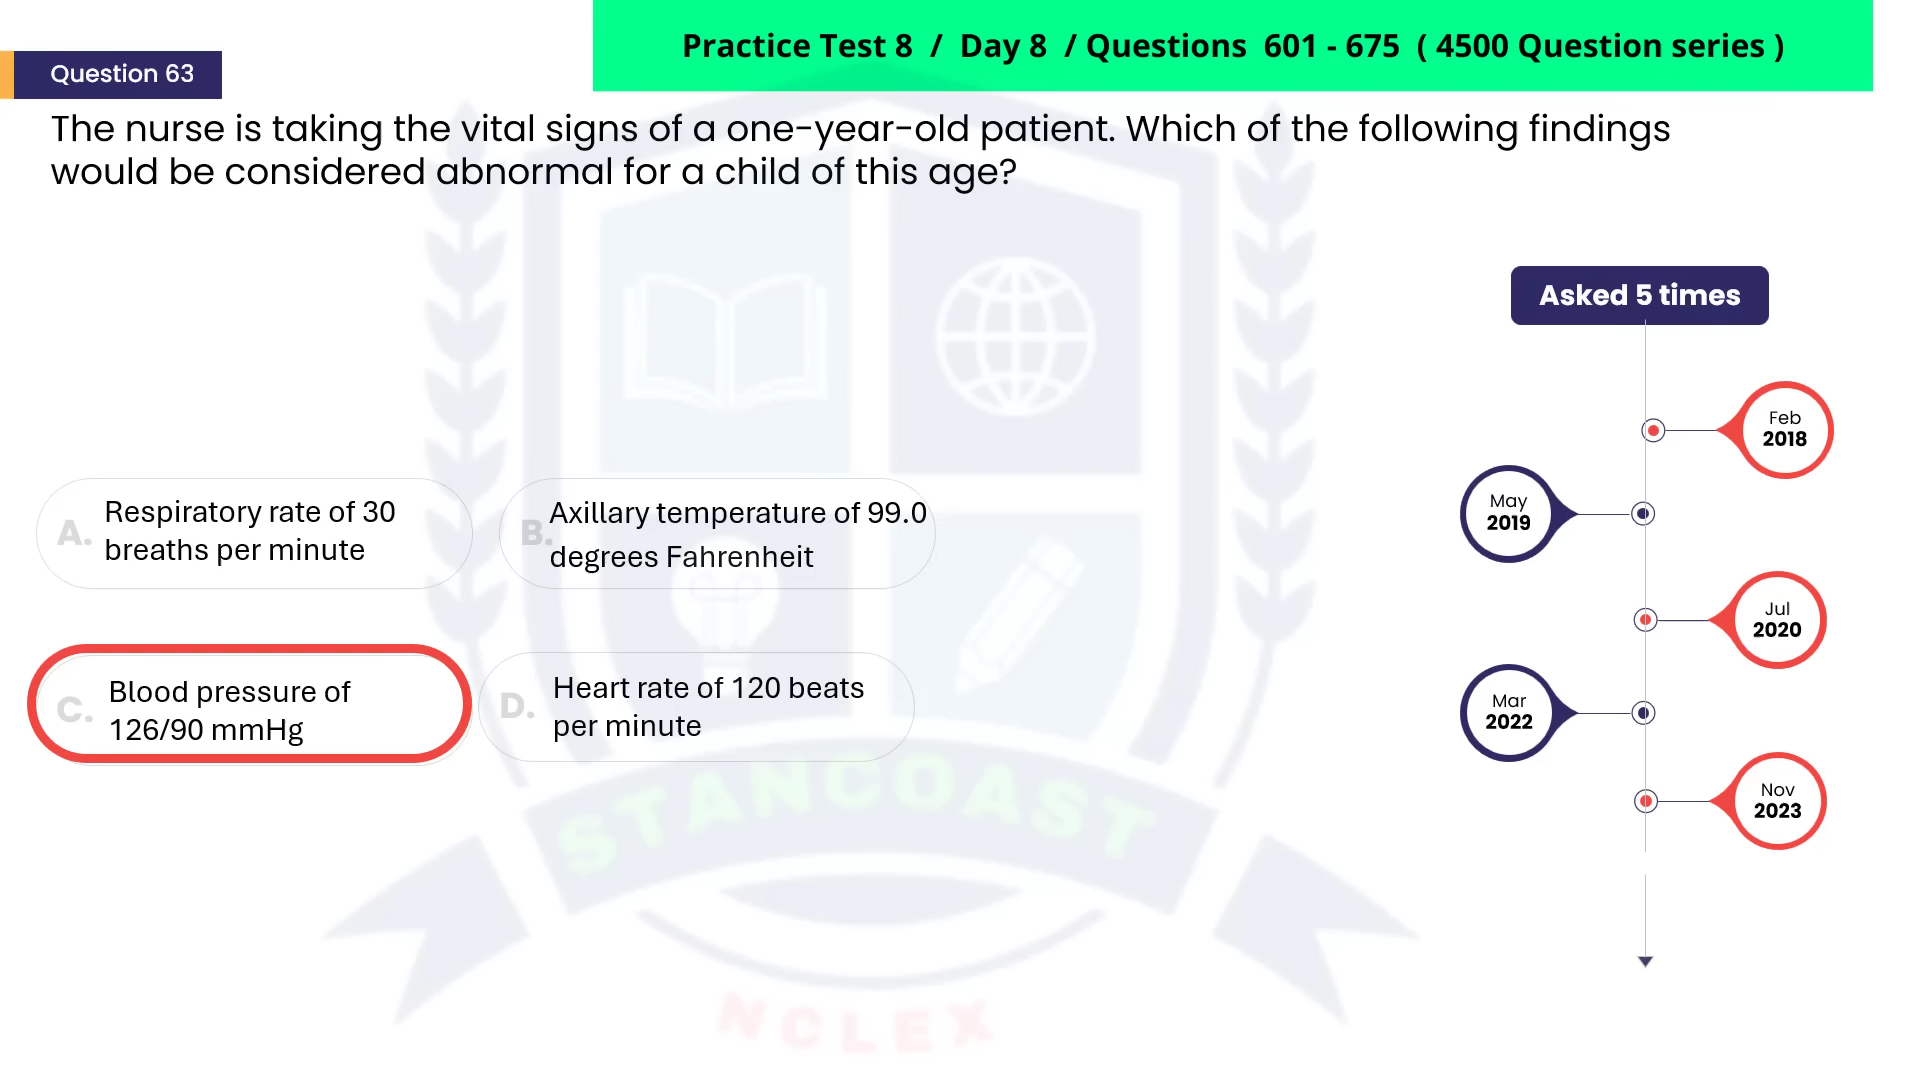 Practice Test 8 / Day 8 / Questions 601 - 675 ( 4500 Question series )
Question 63
The nurse is taking the vital signs of a one-year-old patient. Which of the following findings
would be considered abnormal for a child of this age?
Asked 5 times
Feb
2018
May
2019
Jul
2020
Mar
2022
Nov
2023
A. Respiratory rate of 30
breaths per minute
B. Axillary temperature of 99.0
degrees Fahrenheit
C. Blood pressure of
126/90 mmHg
D. Heart rate of 120 beats
per minute
STANCOAST
NCLEX